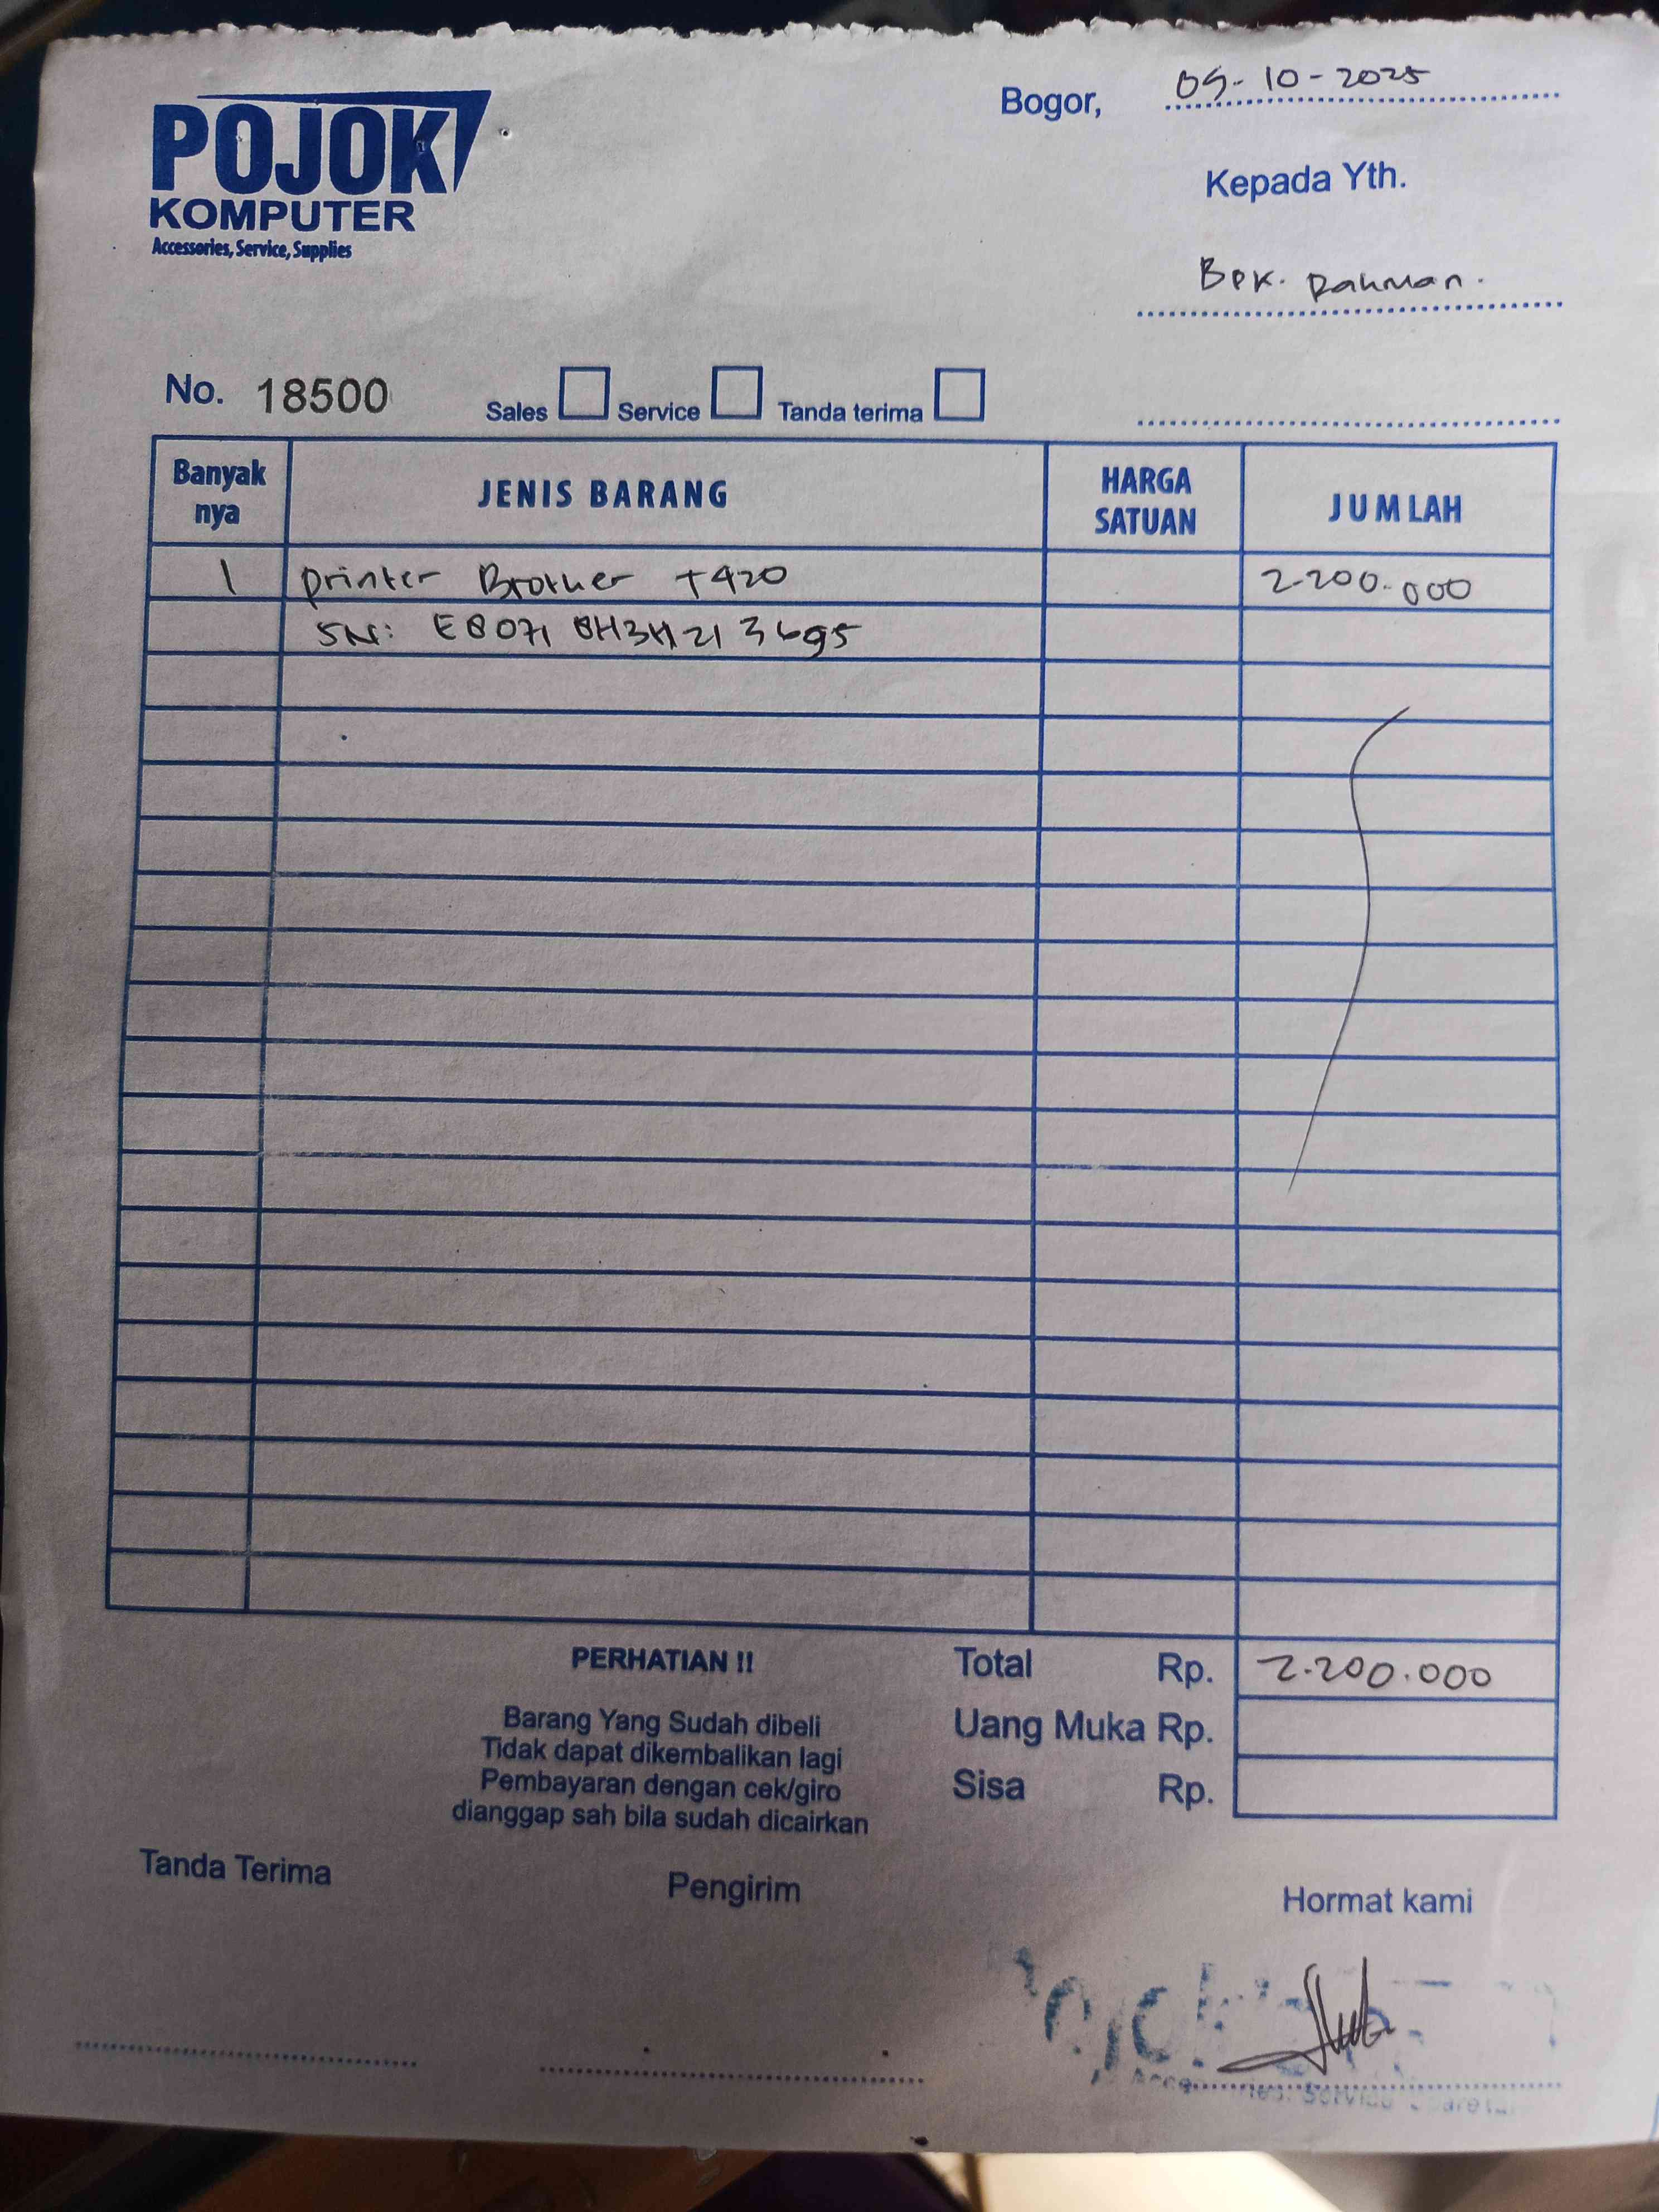 POJOK
KOMPUTER
Accessories, Service, Supplies
Bogor, 09-10-2025
Kepada Yth.
Bpk. Rahman.
No. 18500 Sales Service Tanda terima
Banyak nya JENIS BARANG HARGA SATUAN JUMLAH
1 printer Brother T420 2.200.000
SN: E8071 8H3H213695
PERHATIAN !!
Barang Yang Sudah dibeli
Tidak dapat dikembalikan lagi
Pembayaran dengan cek/giro
dianggap sah bila sudah dicairkan
Total Rp. 2.200.000
Uang Muka Rp.
Sisa Rp.
Tanda Terima Pengirim Hormat kami